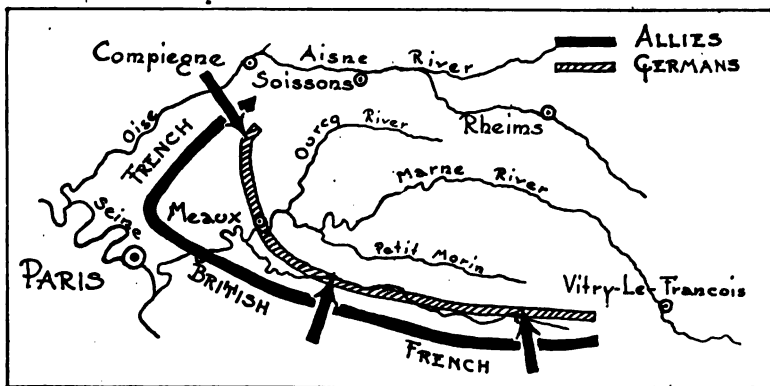 ALLIES
GERMANS
Compiegne
Aisne River
Soissons
Rheims
Oise
FRENCH
Ourcq River
Marne River
Seine
Meaux
Petit Morin
PARIS
BRITISH
Vitry-Le-Francois
FRENCH